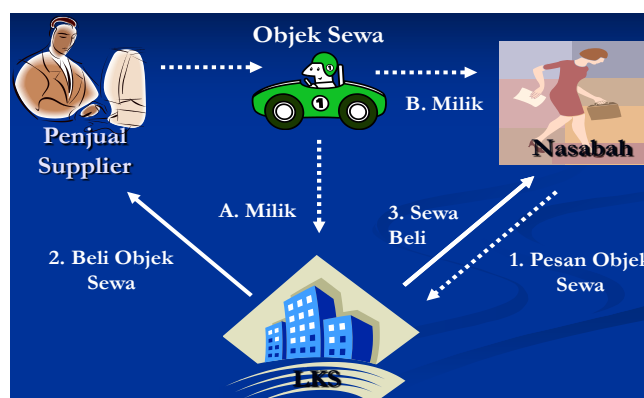 Objek Sewa
B. Milik
Penjual
Supplier
Nasabah
A. Milik
3. Sewa
Beli
2. Beli Objek
Sewa
1. Pesan Objek
Sewa
LKS
1